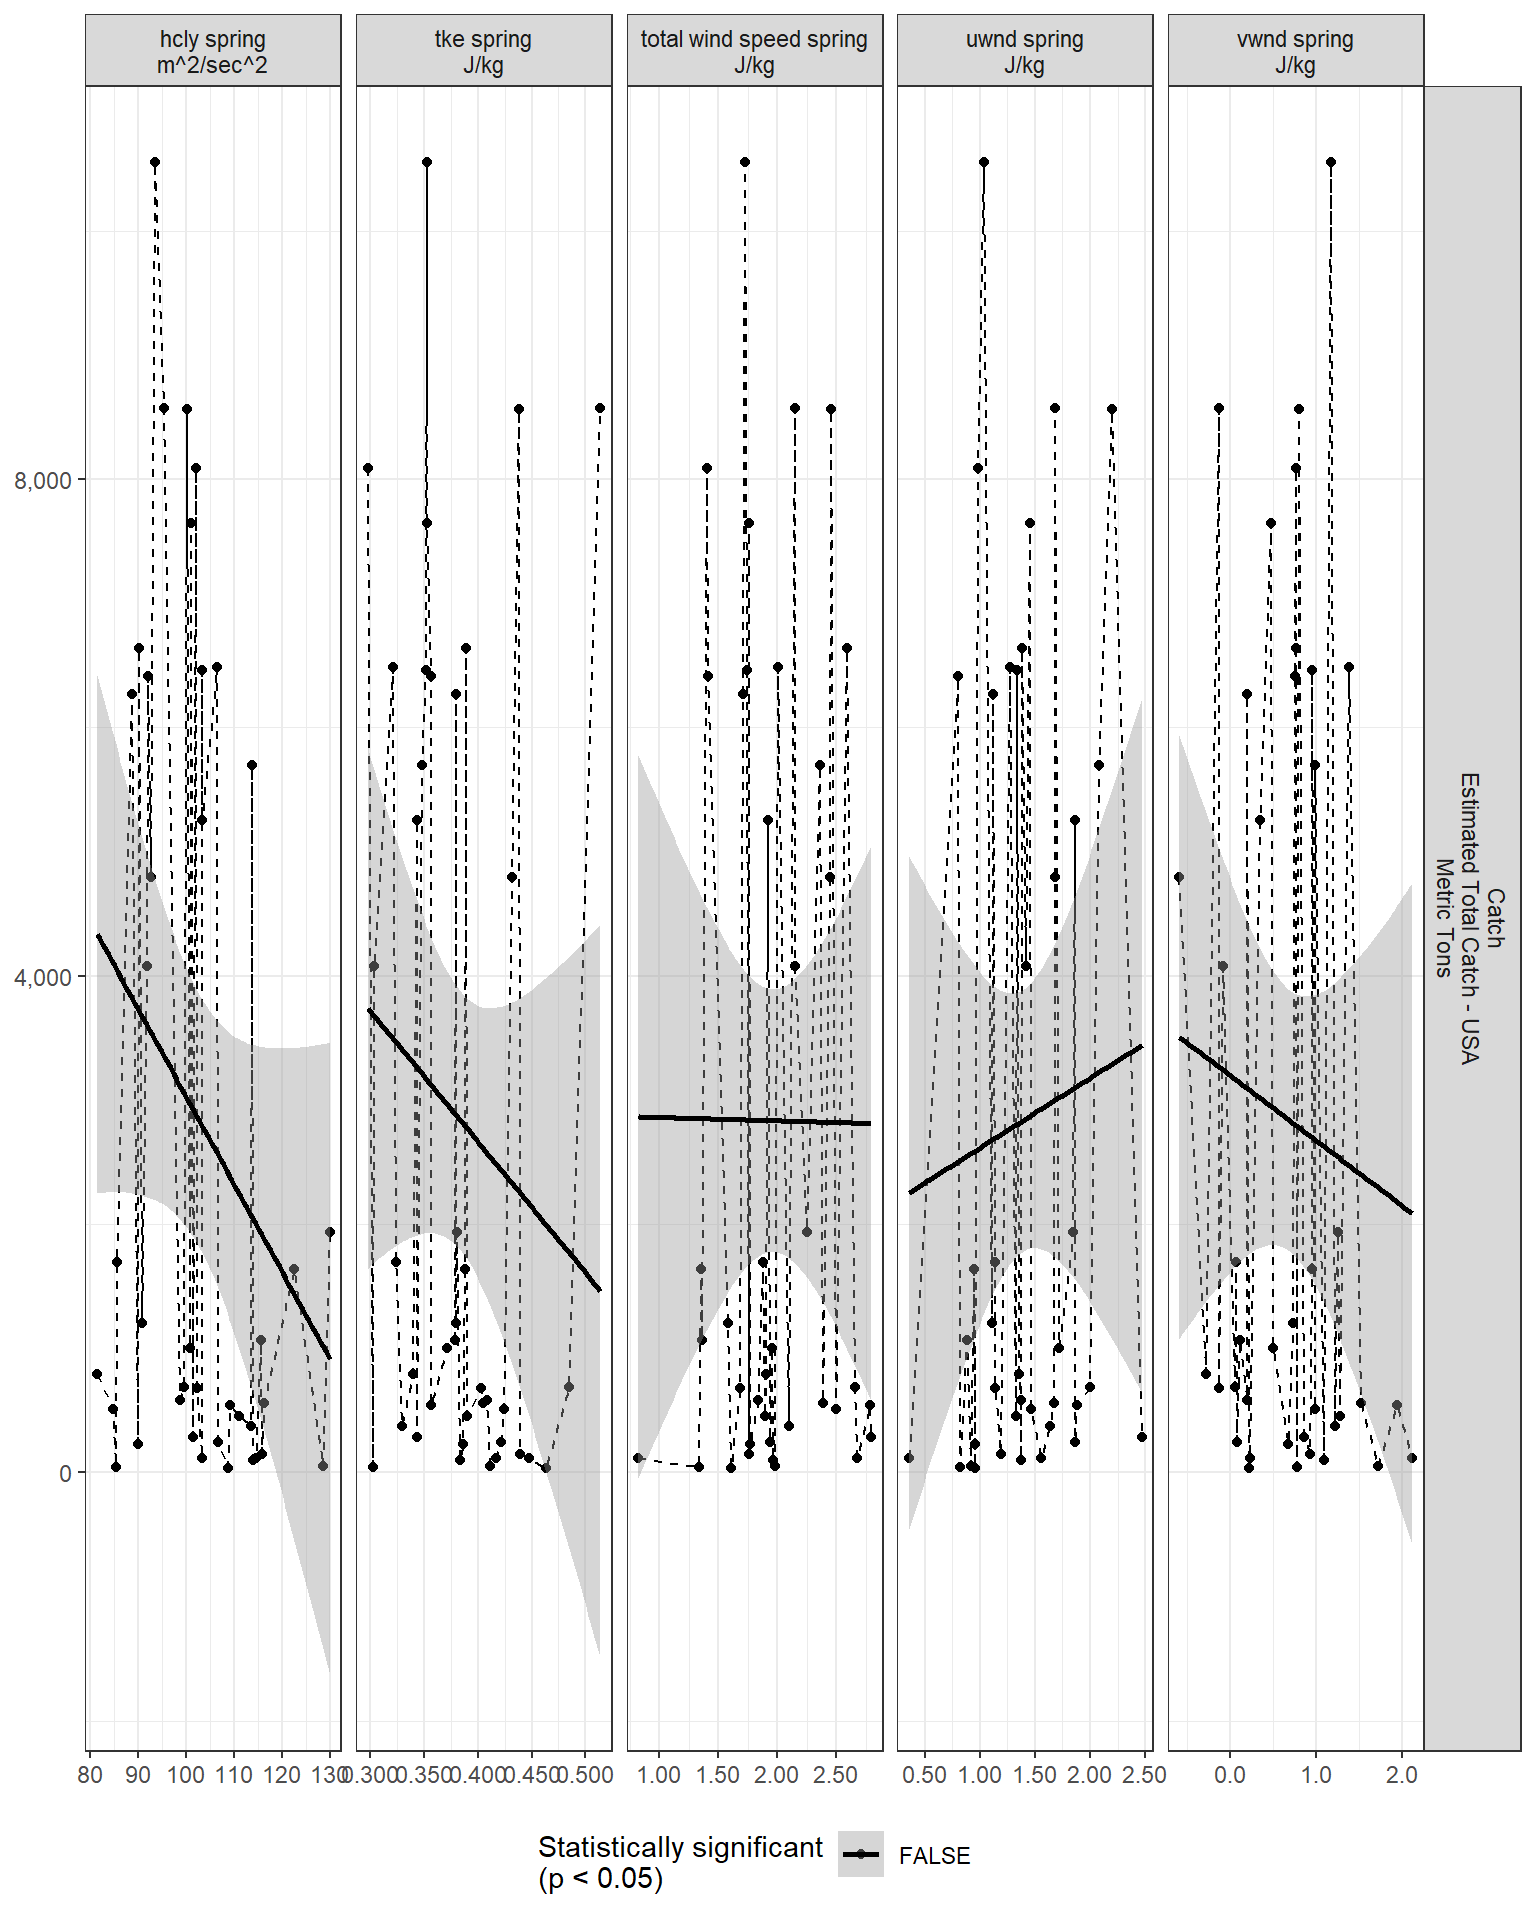 hcly spring
m^2/sec^2
tke spring
J/kg
total wind speed spring
J/kg
uwnd spring
J/kg
vwnd spring
J/kg
Catch
Estimated Total Catch - USA
Metric Tons
8,000
4,000
0
80 90 100 110 120 130
0.300 0.350 0.400 0.450 0.500
1.00 1.50 2.00 2.50
0.50 1.00 1.50 2.00 2.50
0.0 1.0 2.0
Statistically significant
(p < 0.05)
FALSE